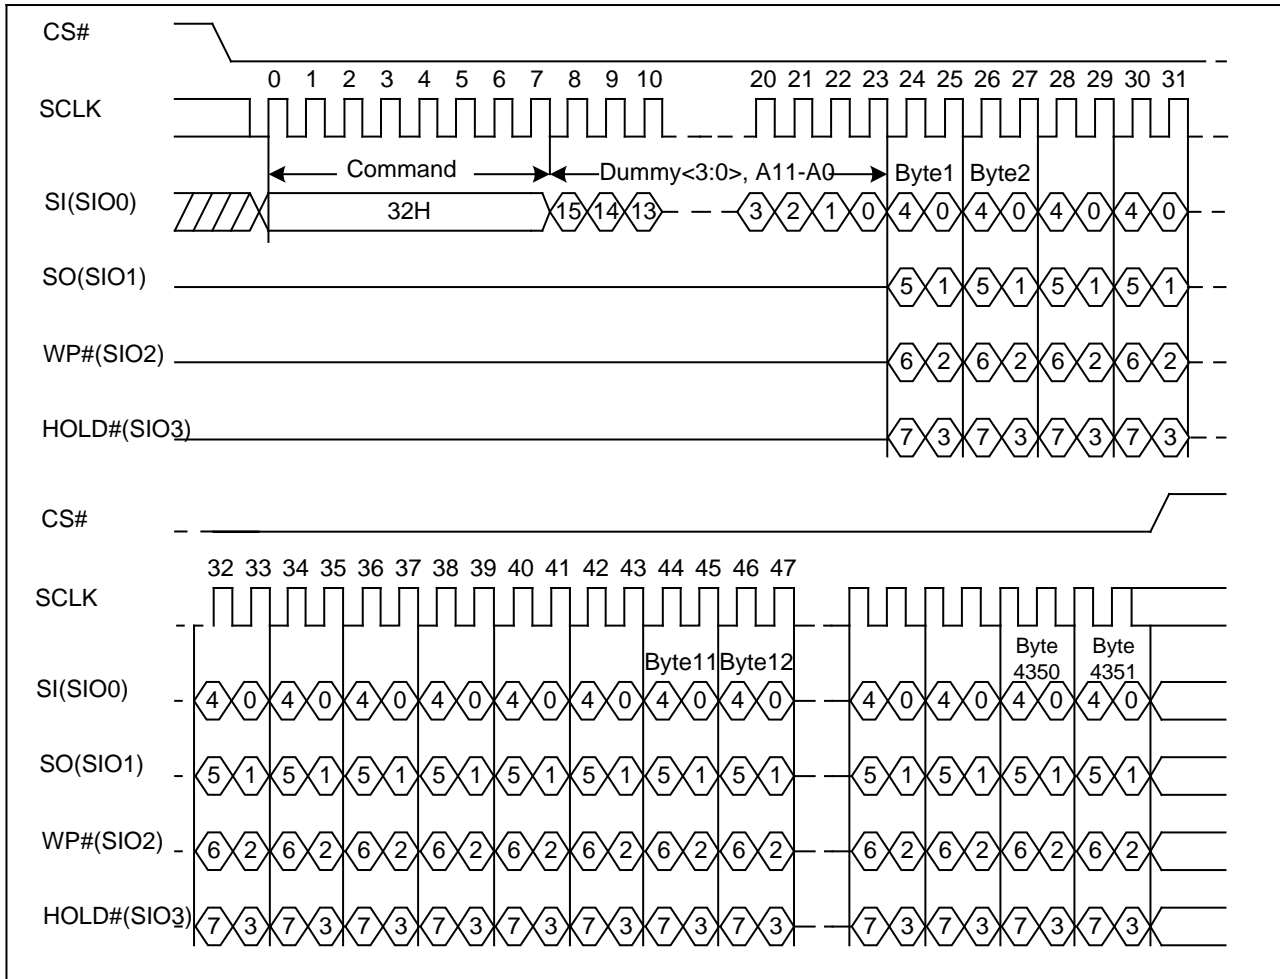 CS#
0 1 2 3 4 5 6 7 8 9 10 20 21 22 23 24 25 26 27 28 29 30 31
SCLK
Command Dummy<3:0>, A11-A0 Byte1 Byte2
SI(SIO0) 32H 15 14 13 3 2 1 0 4 0 4 0 4 0 4 0
SO(SIO1) 5 1 5 1 5 1 5 1
WP#(SIO2) 6 2 6 2 6 2 6 2
HOLD#(SIO3) 7 3 7 3 7 3 7 3
CS#
32 33 34 35 36 37 38 39 40 41 42 43 44 45 46 47
SCLK
Byte11 Byte12 Byte 4350 Byte 4351
SI(SIO0) 4 0 4 0 4 0 4 0 4 0 4 0 4 0 4 0 4 0 4 0 4 0 4 0
SO(SIO1) 5 1 5 1 5 1 5 1 5 1 5 1 5 1 5 1 5 1 5 1 5 1 5 1
WP#(SIO2) 6 2 6 2 6 2 6 2 6 2 6 2 6 2 6 2 6 2 6 2 6 2 6 2
HOLD#(SIO3) 7 3 7 3 7 3 7 3 7 3 7 3 7 3 7 3 7 3 7 3 7 3 7 3